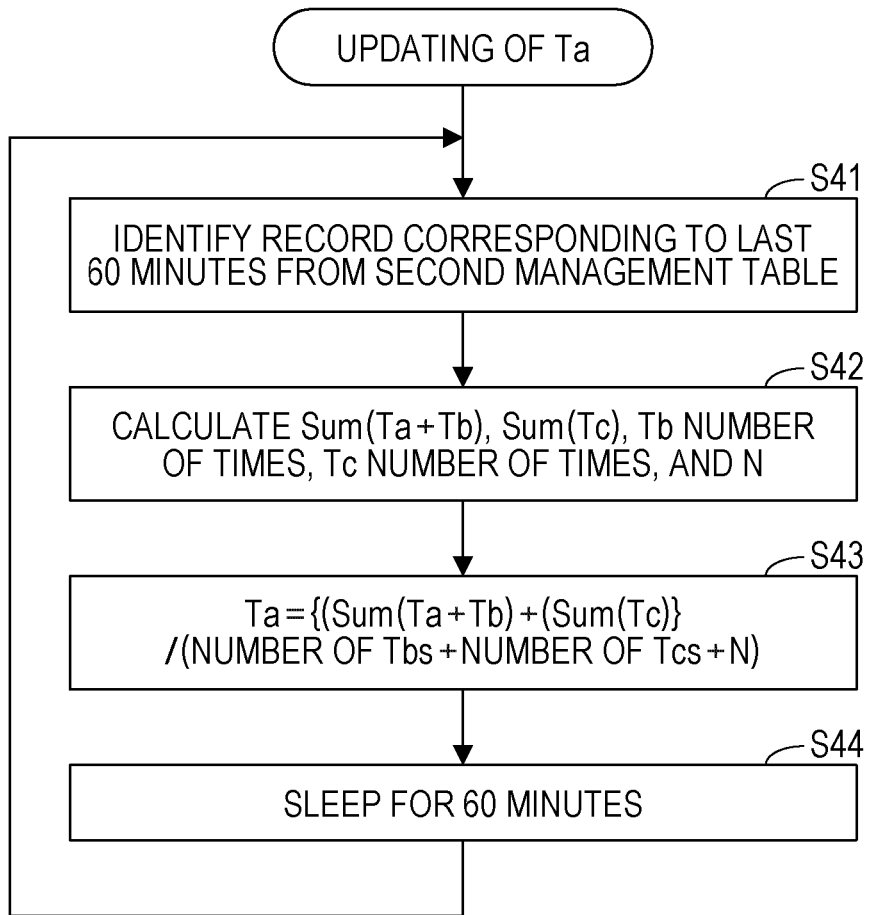 UPDATING OF Ta
S41
IDENTIFY RECORD CORRESPONDING TO LAST
60 MINUTES FROM SECOND MANAGEMENT TABLE
S42
CALCULATE Sum(Ta+Tb), Sum(Tc), Tb NUMBER
OF TIMES, Tc NUMBER OF TIMES, AND N
S43
Ta={(Sum(Ta+Tb)+(Sum(Tc)}
/(NUMBER OF Tbs+NUMBER OF Tcs+N)
S44
SLEEP FOR 60 MINUTES